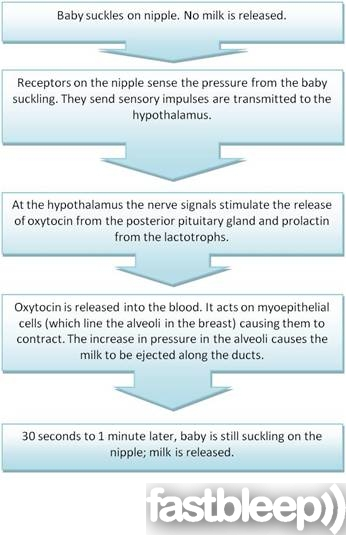 Baby suckles on nipple. No milk is released.
Receptors on the nipple sense the pressure from the baby
suckling. They send sensory impulses are transmitted to the
hypothalamus.
At the hypothalamus the nerve signals stimulate the release
of oxytocin from the posterior pituitary gland and prolactin
from the lactotrophs.
Oxytocin is released into the blood. It acts on myoepithelial
cells (which line the alveoli in the breast) causing them to
contract. The increase in pressure in the alveoli causes the
milk to be ejected along the ducts.
30 seconds to 1 minute later, baby is still suckling on the
nipple; milk is released.
fastbleep